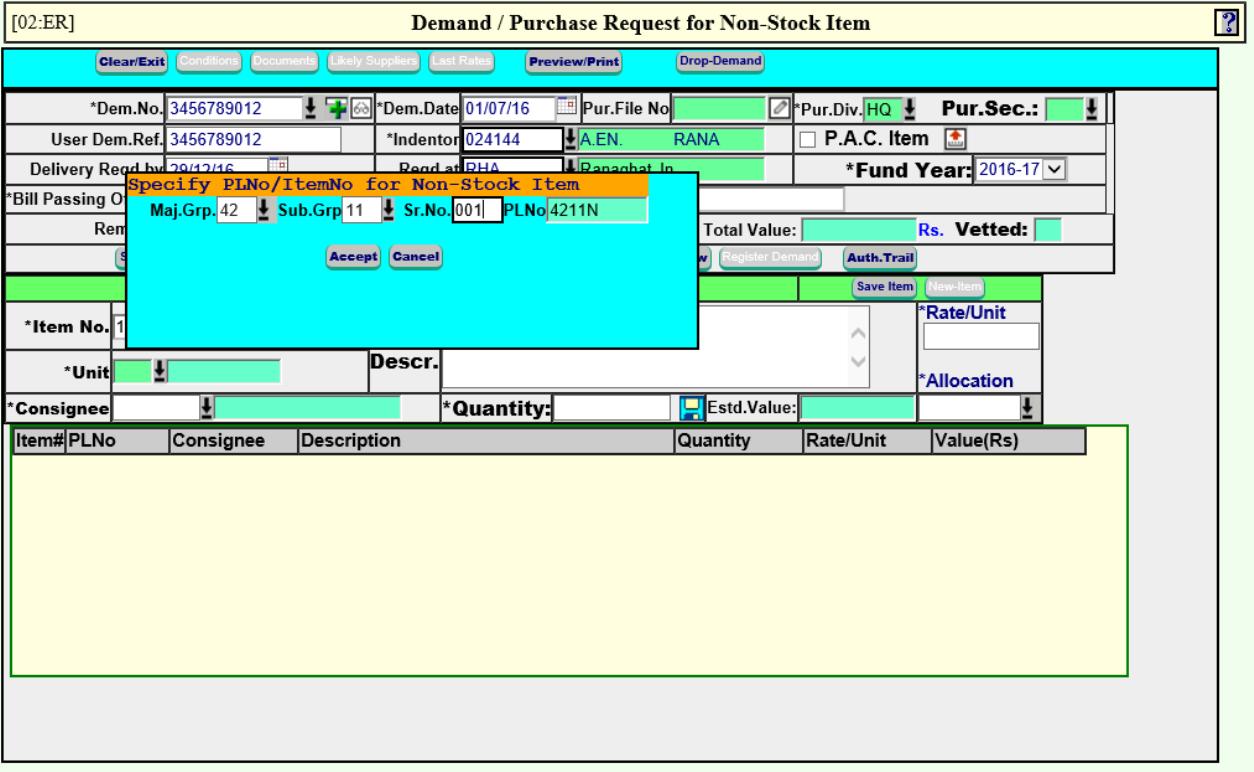 [02:ER] Demand / Purchase Request for Non-Stock Item ?
Clear/Exit Conditions Documents Likely Suppliers Last Rates Preview/Print Drop-Demand
*Dem.No. 3456789012 *Dem.Date 01/07/16 Pur.File No *Pur.Div. HQ Pur.Sec.:
User Dem.Ref. 3456789012 *Indentor 024144 A.EN. RANA P.A.C. Item
Delivery Reqd by 29/12/16 Reqd at RHA Ranaghat In *Fund Year: 2016-17
Specify PLNo/ItemNo for Non-Stock Item
*Bill Passing
Maj.Grp. 42 Sub.Grp 11 Sr.No. 001 PLNo 4211N
Total Value: Rs. Vetted:
Accept Cancel
Register Demand Auth.Trail
Save Item New-Item
*Item No. 1 *Rate/Unit
*Unit Descr.
*Allocation
*Consignee *Quantity: Estd.Value:
Item# PLNo Consignee Description Quantity Rate/Unit Value(Rs)